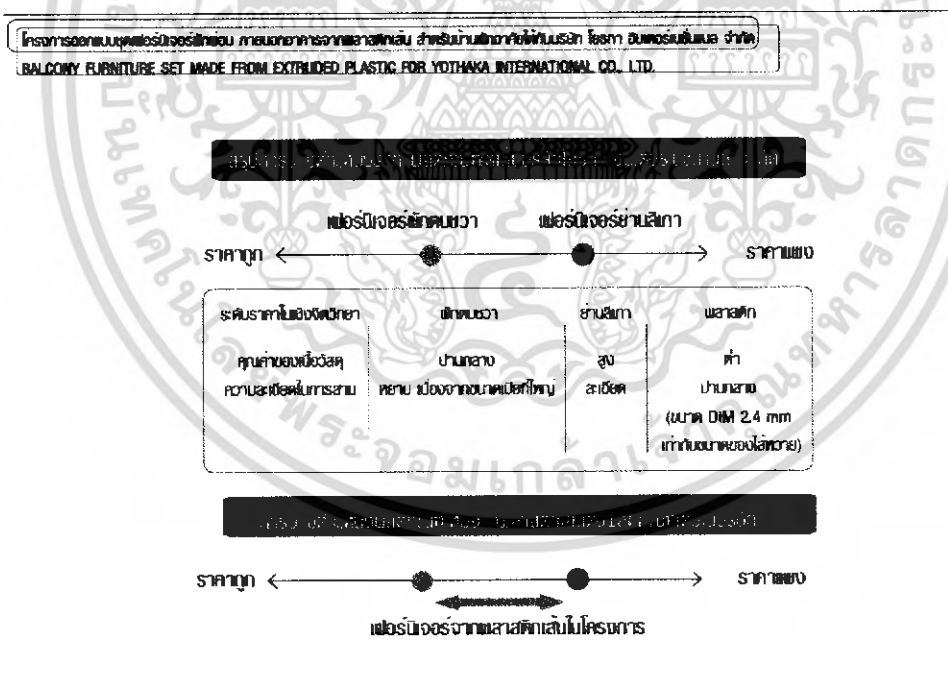 โครงการออกแบบชุดเฟอร์นิเจอร์พักผ่อน ภายนอกอาคารจากพลาสติกเส้น สำหรับบ้านพักอาศัยให้กับบริษัท โยธกา อินเตอร์เนชั่นแนล จำกัด
BALCONY FURNITURE SET MADE FROM EXTRUDED PLASTIC FOR YOTHAKA INTERNATIONAL CO., LTD.
เฟอร์นิเจอร์ผักตบชวา เฟอร์นิเจอร์ย่านลิเภา
ราคาถูก ราคาแพง
ระดับราคาในเชิงจิตวิทยา ผักตบชวา ย่านลิเภา พลาสติก
คุณค่าของเนื้อวัสดุ ปานกลาง สูง ต่ำ
ความละเอียดในการสาน หยาบ เนื่องจากขนาดเปียที่ใหญ่ ละเอียด ปานกลาง
(ขนาด DIM 2.4 mm
เท่ากับขนาดของไส้หวาย)
ราคาถูก ราคาแพง
เฟอร์นิเจอร์จากพลาสติกเส้นในโครงการ
พระจอมเกล้า